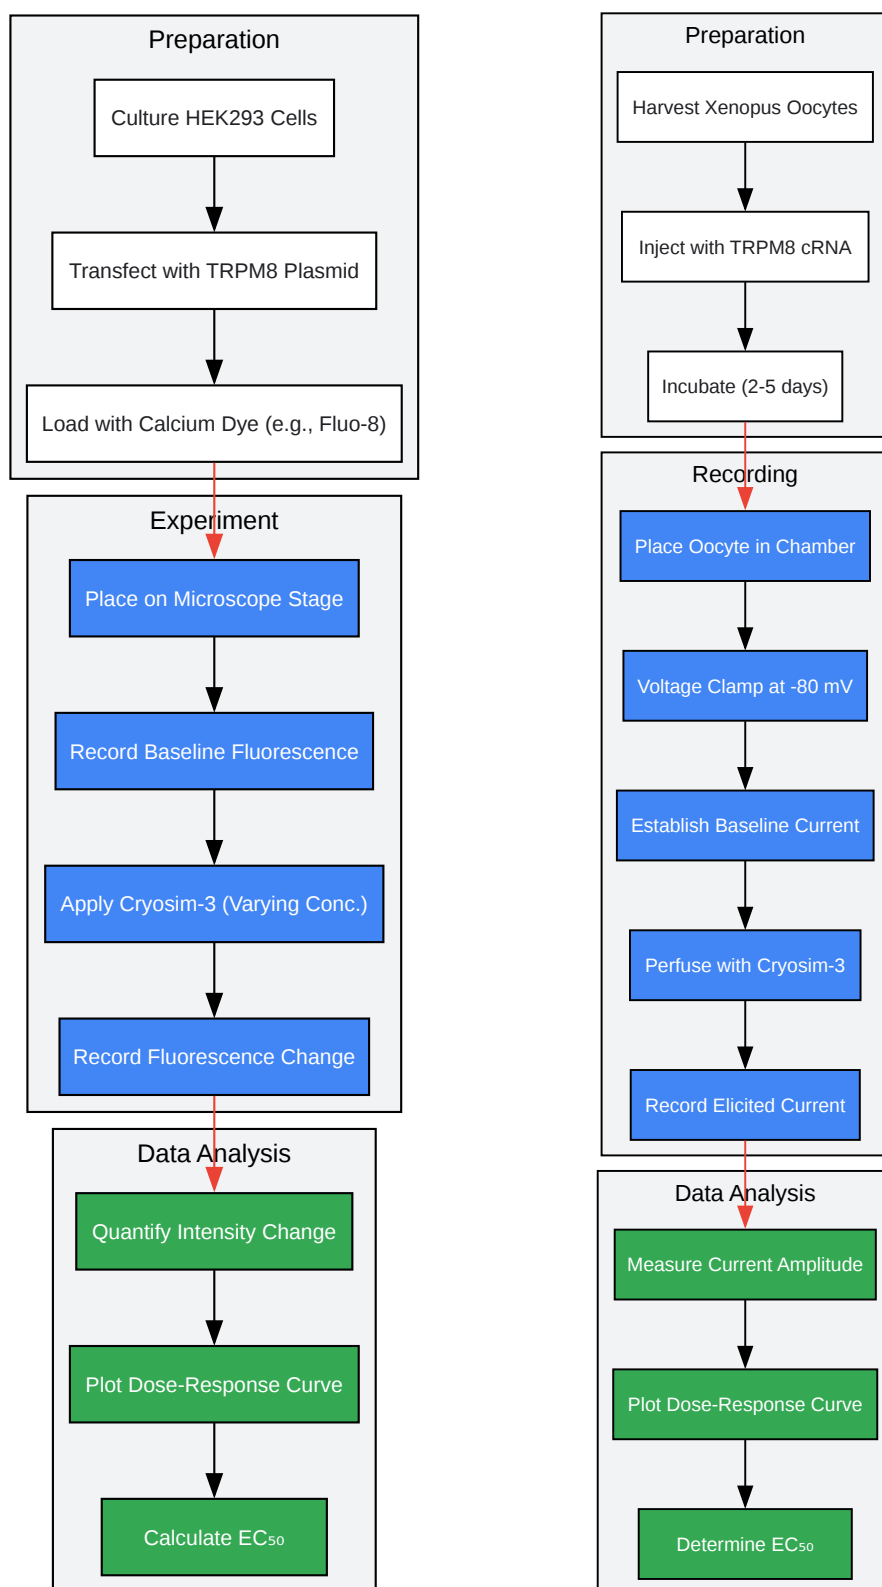 Preparation
Culture HEK293 Cells
Transfect with TRPM8 Plasmid
Load with Calcium Dye (e.g., Fluo-8)
Experiment
Place on Microscope Stage
Record Baseline Fluorescence
Apply Cryosim-3 (Varying Conc.)
Record Fluorescence Change
Data Analysis
Quantify Intensity Change
Plot Dose-Response Curve
Calculate EC₅₀
Preparation
Harvest Xenopus Oocytes
Inject with TRPM8 cRNA
Incubate (2-5 days)
Recording
Place Oocyte in Chamber
Voltage Clamp at -80 mV
Establish Baseline Current
Perfuse with Cryosim-3
Record Elicited Current
Data Analysis
Measure Current Amplitude
Plot Dose-Response Curve
Determine EC₅₀